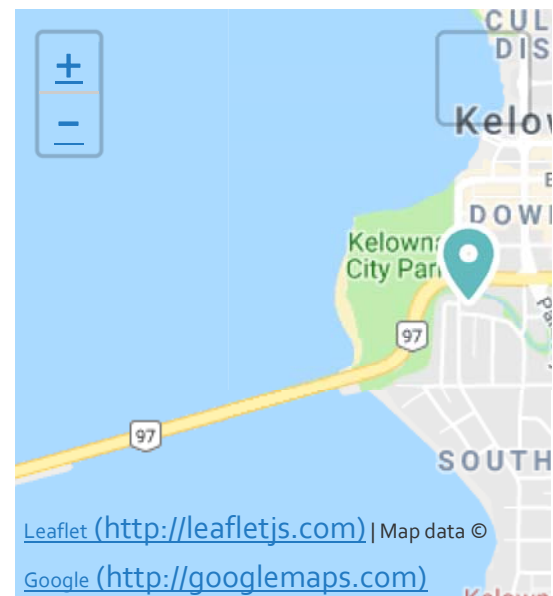 CUL
DIS
+
−
Kelow
DOW
Kelowna
City Par
97
97
SOUTH
Leaflet (http://leafletjs.com) | Map data ©
Google (http://googlemaps.com)